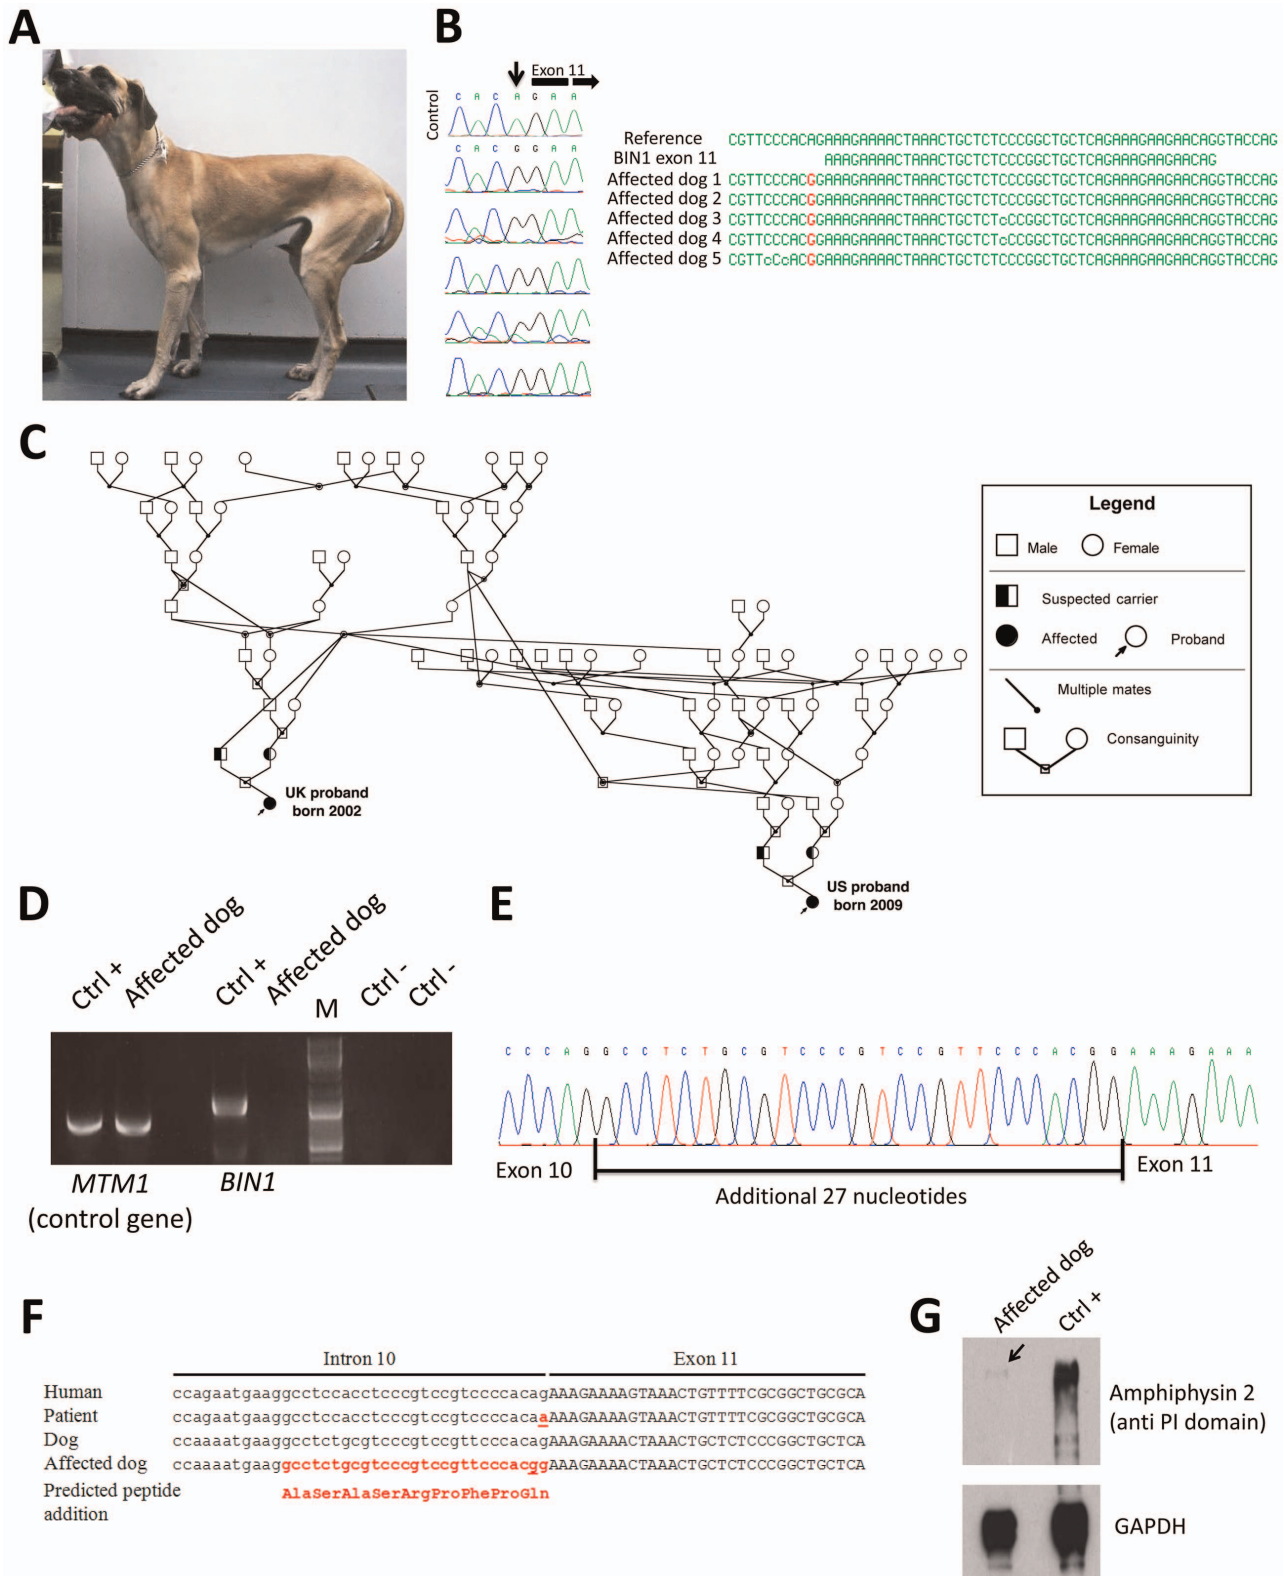 A
B
Exon 11
Control
C A C A G A A
C A C G G A A
Reference CGTTCCCACAGAAAGAAAACTAAACTGCTCTCCCGGCTGCTCAGAAAGAAGAACAGGTACCAG
BIN1 exon 11 AAAGAAAACTAAACTGCTCTCCCGGCTGCTCAGAAAGAAGAACAG
Affected dog 1 CGTTCCCACGGAAAGAAAACTAAACTGCTCTCCCGGCTGCTCAGAAAGAAGAACAGGTACCAG
Affected dog 2 CGTTCCCACGGAAAGAAAACTAAACTGCTCTCCCGGCTGCTCAGAAAGAAGAACAGGTACCAG
Affected dog 3 CGTTCCCACGGAAAGAAAACTAAACTGCTCTcCCGGCTGCTCAGAAAGAAGAACAGGTACCAG
Affected dog 4 CGTTCCCACGGAAAGAAAACTAAACTGCTCTcCCGGCTGCTCAGAAAGAAGAACAGGTACCAG
Affected dog 5 CGTTcCcACGGAAAGAAAACTAAACTGCTCTCCCGGCTGCTCAGAAAGAAGAACAGGTACCAG
C
Legend
Male Female
Suspected carrier
Affected Proband
Multiple mates
Consanguinity
UK proband
born 2002
US proband
born 2009
D
Ctrl +
Affected dog
Ctrl +
Affected dog
M
Ctrl -
Ctrl -
MTM1
(control gene)
BIN1
E
C C C A G G C C T C T G C G T C C C G T C C G T T C C C A C G G A A A G A A A
Exon 10
Exon 11
Additional 27 nucleotides
F
Intron 10 Exon 11
Human ccagaatgaaggcctccacctcccgtccgtccccacagAAAGAAAAGTAAACTGTTTTCGCGGCTGCGCA
Patient ccagaatgaaggcctccacctcccgtccgtccccacaaAAAGAAAAGTAAACTGTTTTCGCGGCTGCGCA
Dog ccaaaatgaaggcctctgcgtcccgtccgttcccacagAAAGAAAACTAAACTGCTCTCCCGGCTGCTCA
Affected dog ccaaaatgaaggcctctgcgtcccgtccgttcccacggAAAGAAAACTAAACTGCTCTCCCGGCTGCTCA
Predicted peptide AlaSerAlaSerArgProPheProGln
addition
G
Affected dog
Ctrl +
Amphiphysin 2
(anti PI domain)
GAPDH